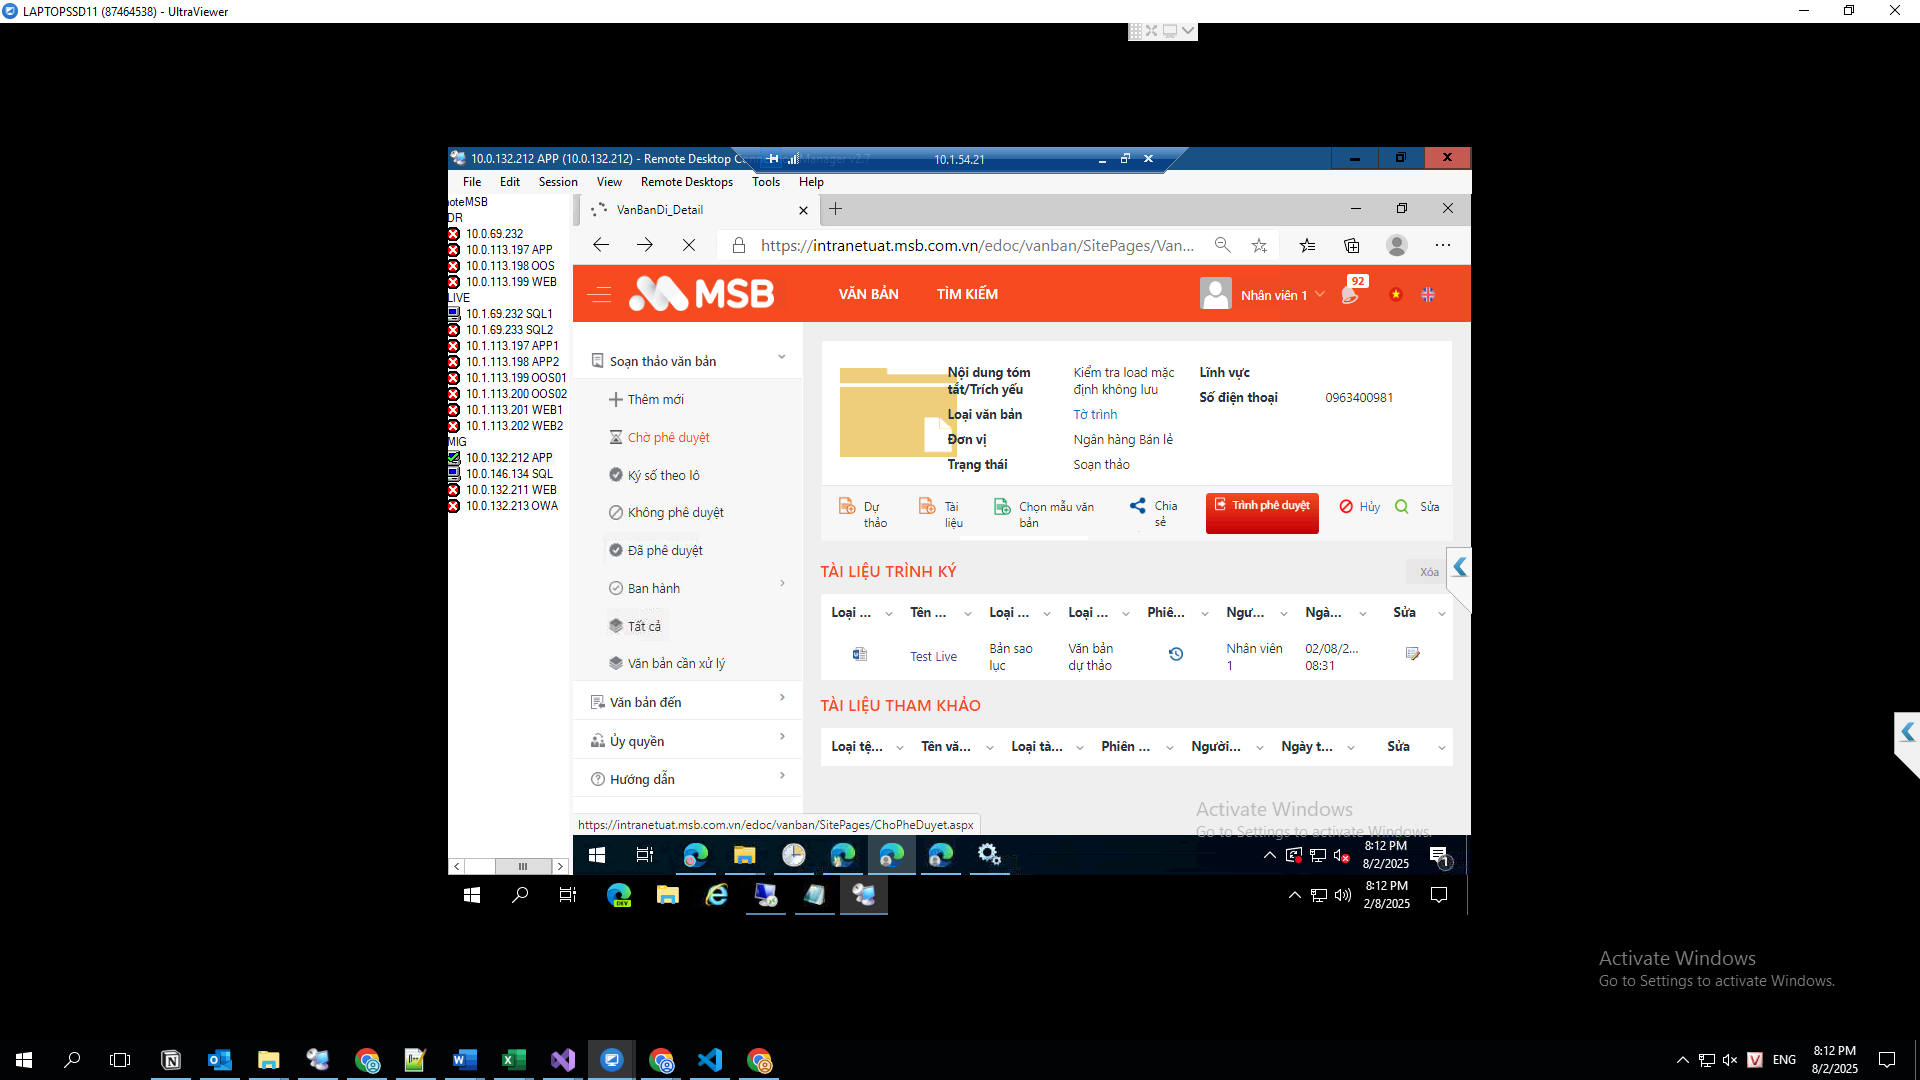 LAPTOPSSD11 (87464538) - UltraViewer
10.0.132.212 APP (10.0.132.212) - Remote Desktop Connection Manager v2.7
10.1.54.21
File Edit Session View Remote Desktops Tools Help
oteMSB
DR
10.0.69.232
10.0.113.197 APP
10.0.113.198 OOS
10.0.113.199 WEB
LIVE
10.1.69.232 SQL1
10.1.69.233 SQL2
10.1.113.197 APP1
10.1.113.198 APP2
10.1.113.199 OOS01
10.1.113.200 OOS02
10.1.113.201 WEB1
10.1.113.202 WEB2
MIG
10.0.132.212 APP
10.0.146.134 SQL
10.0.132.211 WEB
10.0.132.213 OWA
VanBanDi_Detail
https://intranetuat.msb.com.vn/edoc/vanban/SitePages/Van...
MSB
VĂN BẢN TÌM KIẾM
Nhân viên 1
92
Soạn thảo văn bản
Thêm mới
Chờ phê duyệt
Ký số theo lô
Không phê duyệt
Đã phê duyệt
Ban hành
Tất cả
Văn bản cần xử lý
Văn bản đến
Ủy quyền
Hướng dẫn
Nội dung tóm tắt/Trích yếu
Kiểm tra load mặc định không lưu
Loại văn bản
Tờ trình
Đơn vị
Ngân hàng Bán lẻ
Trạng thái
Soạn thảo
Lĩnh vực
Số điện thoại
0963400981
Dự thảo
Tài liệu
Chọn mẫu văn bản
Chia sẻ
Trình phê duyệt
Hủy
Sửa
TÀI LIỆU TRÌNH KÝ
Xóa
Loại ... Tên ... Loại ... Loại ... Phiê... Ngư... Ngà... Sửa
Test Live
Bản sao lục
Văn bản dự thảo
Nhân viên 1
02/08/2... 08:31
TÀI LIỆU THAM KHẢO
Loại tệ... Tên vă... Loại tà... Phiên ... Người... Ngày t... Sửa
Activate Windows
Go to Settings to activate Windows.
https://intranetuat.msb.com.vn/edoc/vanban/SitePages/ChoPheDuyet.aspx
8:12 PM
8/2/2025
1
DEV
8:12 PM
2/8/2025
Activate Windows
Go to Settings to activate Windows.
ENG
8:12 PM
8/2/2025